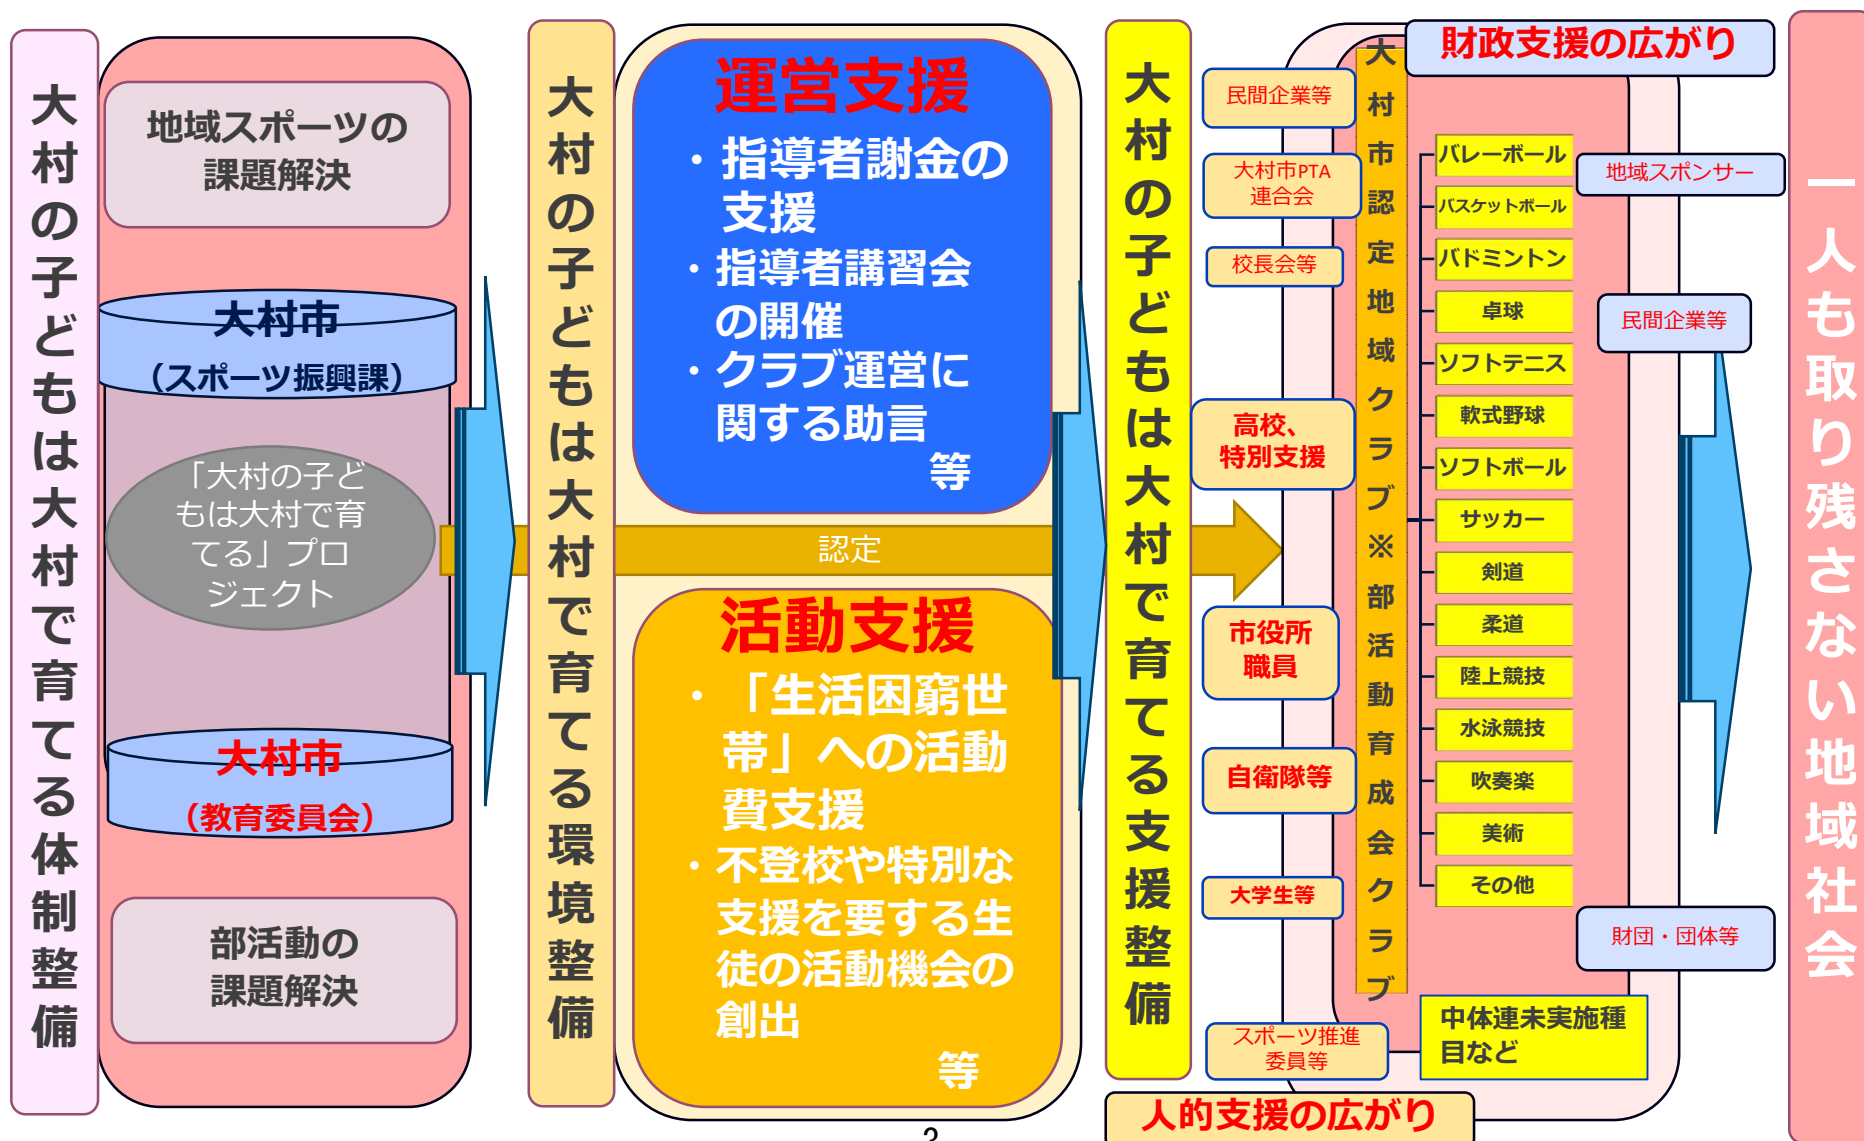 大村の子どもは大村で育てる体制整備
地域スポーツの
課題解決
大村市
（スポーツ振興課）
「大村の子ど
もは大村で育
てる」プロ
ジェクト
大村市
（教育委員会）
部活動の
課題解決
大村の子どもは大村で育てる環境整備
運営支援
・指導者謝金の
支援
・指導者講習会
の開催
・クラブ運営に
関する助言
等
認定
活動支援
・「生活困窮世
帯」への活動
費支援
・不登校や特別な
支援を要する生
徒の活動機会の
創出
等
大村の子どもは大村で育てる支援整備
民間企業等
大村市PTA
連合会
校長会等
高校、
特別支援
市役所
職員
自衛隊等
大学生等
スポーツ推進
委員等
人的支援の広がり
大村市認定地域クラブ※部活動育成会クラブ
財政支援の広がり
バレーボール
バスケットボール
バドミントン
卓球
ソフトテニス
軟式野球
ソフトボール
サッカー
剣道
柔道
陸上競技
水泳競技
吹奏楽
美術
その他
中体連未実施種
目など
地域スポンサー
民間企業等
財団・団体等
一人も取り残さない地域社会